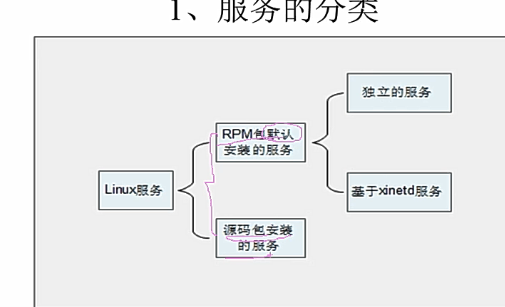 1、服务的分类
独立的服务
RPM包默认
安装的服务
Linux服务
基于xinetd服务
源码包安装
的服务